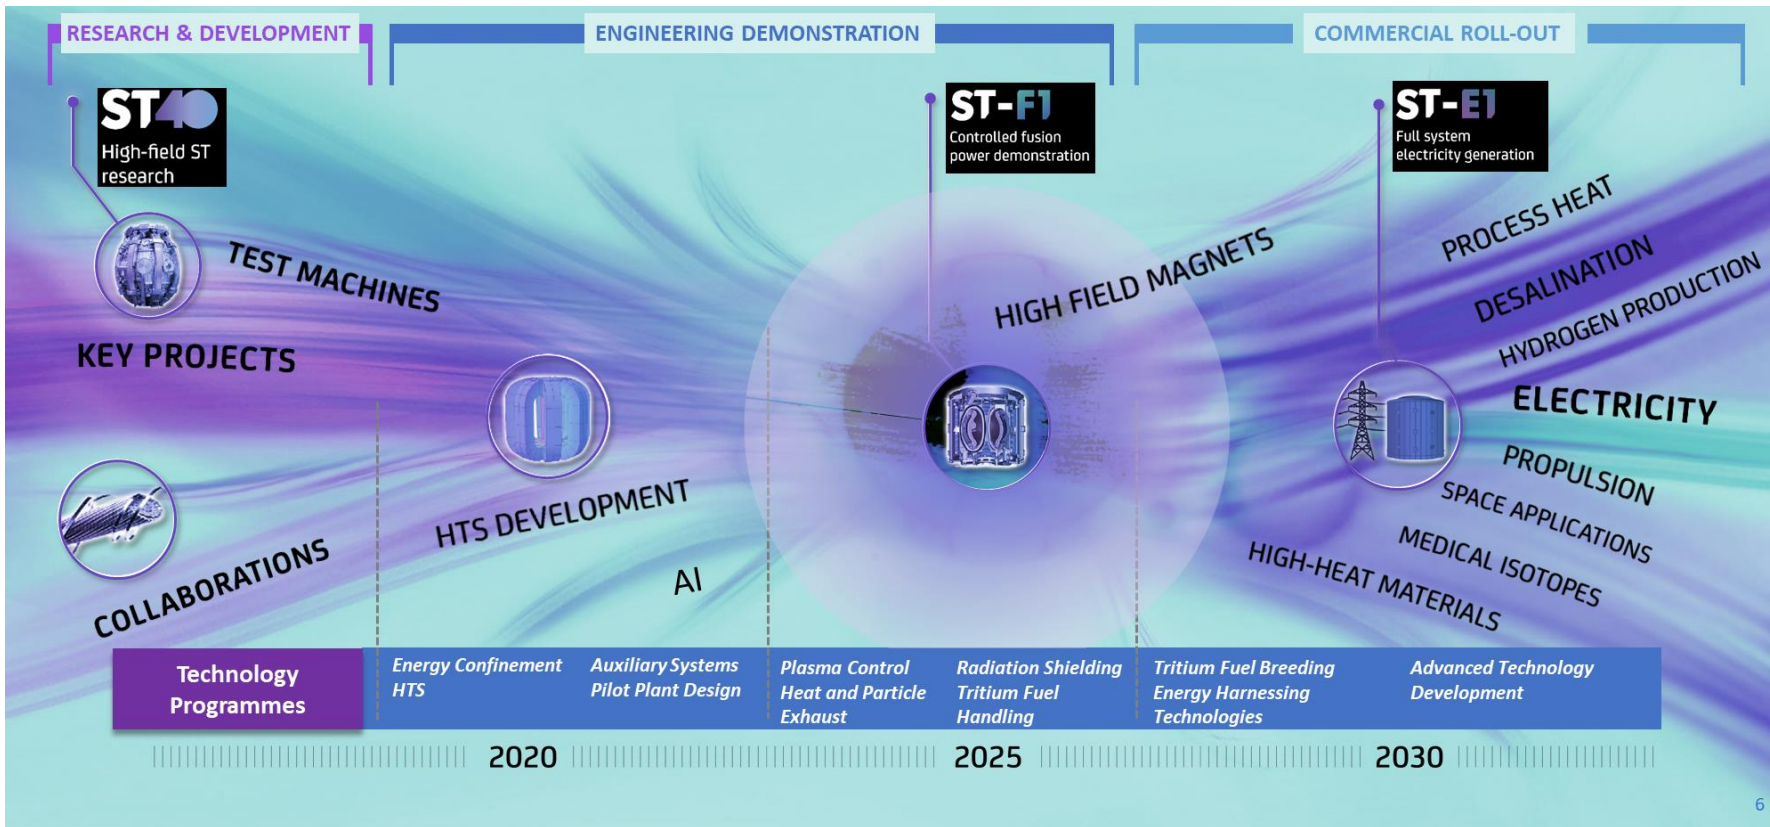 RESEARCH & DEVELOPMENT
ENGINEERING DEMONSTRATION
COMMERCIAL ROLL-OUT
ST40
High-field ST
research
ST-F1
Controlled fusion
power demonstration
ST-E1
Full system
electricity generation
TEST MACHINES
KEY PROJECTS
COLLABORATIONS
HTS DEVELOPMENT
AI
HIGH FIELD MAGNETS
PROCESS HEAT
DESALINATION
HYDROGEN PRODUCTION
ELECTRICITY
PROPULSION
SPACE APPLICATIONS
MEDICAL ISOTOPES
HIGH-HEAT MATERIALS
Technology
Programmes
Energy Confinement
HTS
Auxiliary Systems
Pilot Plant Design
Plasma Control
Heat and Particle
Exhaust
Radiation Shielding
Tritium Fuel
Handling
Tritium Fuel Breeding
Energy Harnessing
Technologies
Advanced Technology
Development
2020
2025
2030
6